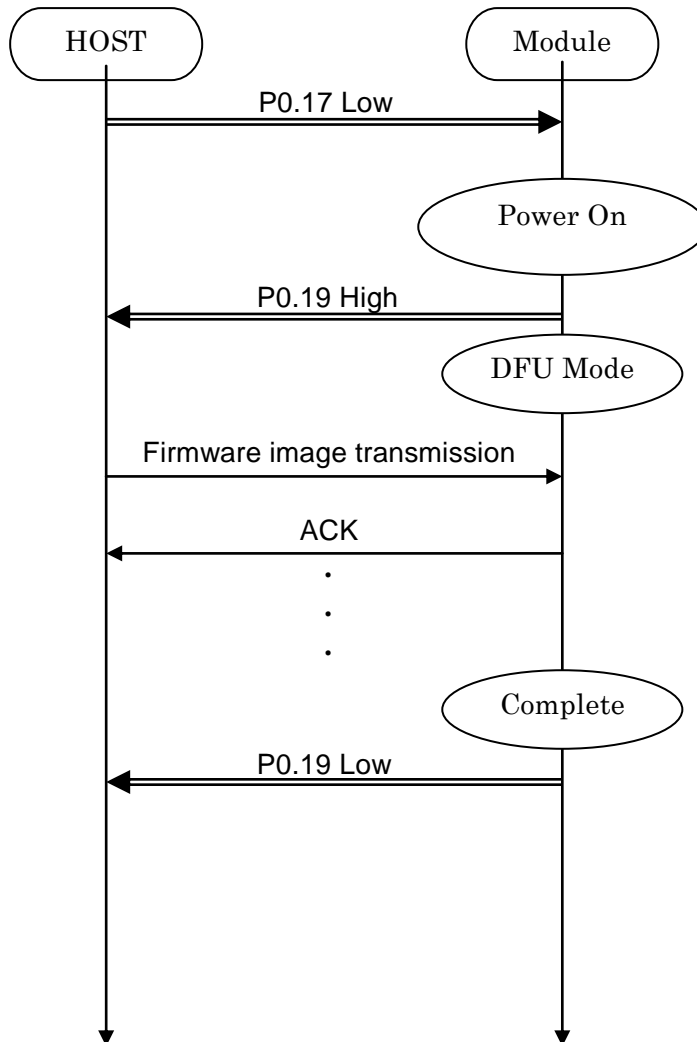 HOST
Module
P0.17 Low
Power On
P0.19 High
DFU Mode
Firmware image transmission
ACK
.
.
.
Complete
P0.19 Low